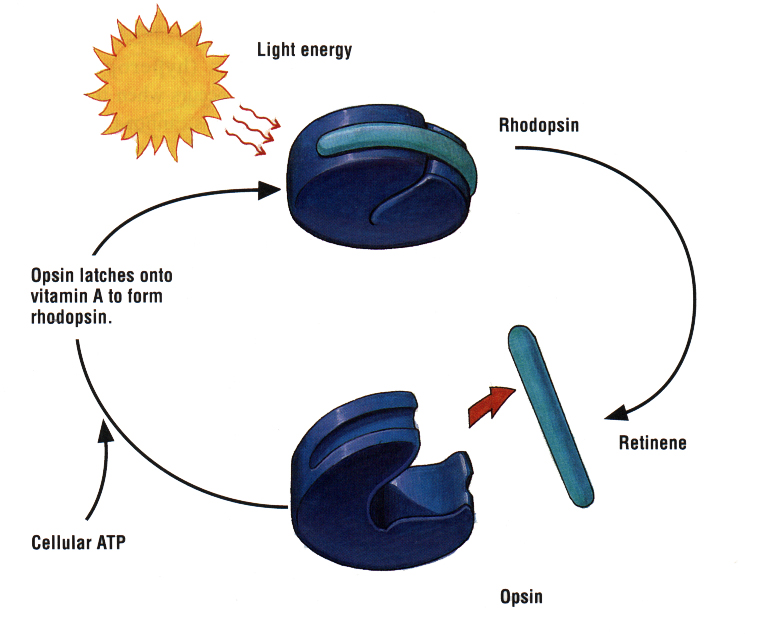 Light energy
Rhodopsin
Opsin latches onto
vitamin A to form
rhodopsin.
Retinene
Cellular ATP
Opsin